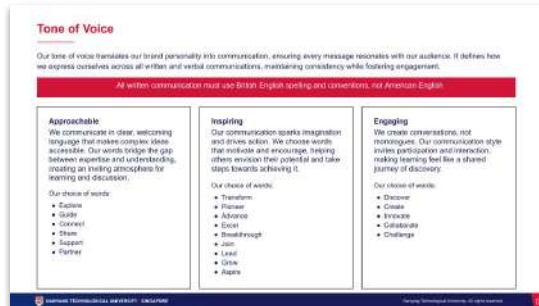 Tone of Voice
Our tone of voice translates our brand personality into communication, ensuring every message resonates with our audience. It defines how
we express ourselves across all written and verbal communications, maintaining consistency while fostering engagement.
All written communication must use British English spelling and conventions, not American English
Approachable
We communicate in clear, welcoming
language that makes complex ideas
accessible. Our words bridge the gap
between expertise and understanding,
creating an inviting atmosphere for
learning and discussion.
Our choice of words:
• Explore
• Guide
• Connect
• Share
• Support
• Partner
Inspiring
Our communication sparks imagination
and drives action. We choose words
that motivate and encourage, helping
others envision their potential and take
steps towards achieving it.
Our choice of words:
• Transform
• Pioneer
• Advance
• Excel
• Breakthrough
• Join
• Lead
• Grow
• Aspire
Engaging
We create conversations, not
monologues. Our communication style
invites participation and interaction,
making learning feel like a shared
journey of discovery.
Our choice of words:
• Discover
• Create
• Innovate
• Collaborate
• Challenge
NANYANG TECHNOLOGICAL UNIVERSITY SINGAPORE
Nanyang Technological University. All rights reserved.